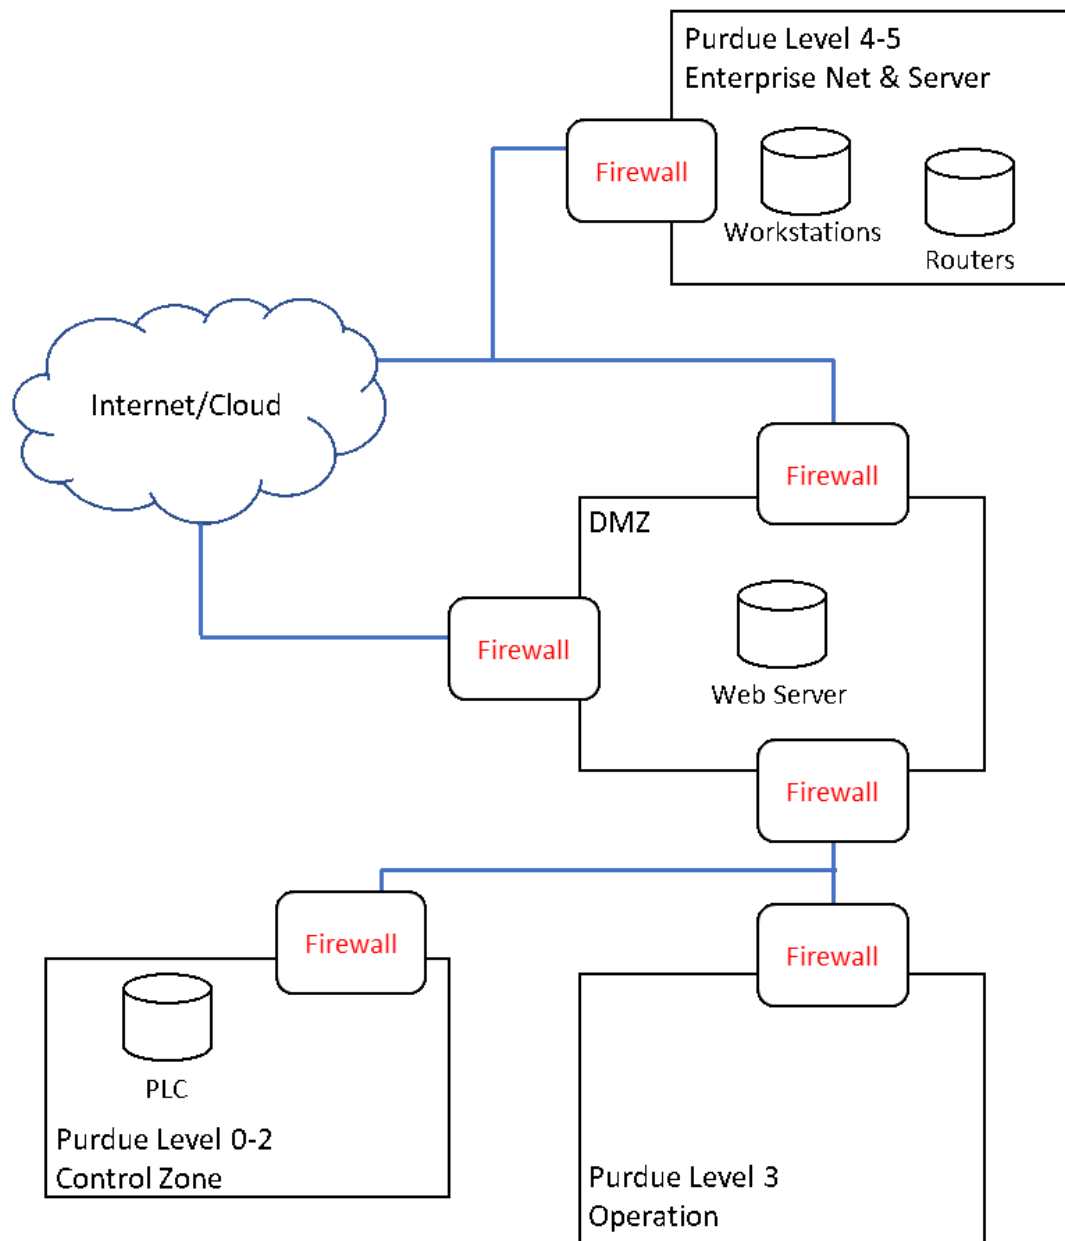 Purdue Level 4-5
Enterprise Net & Server
Firewall
Workstations
Routers
Internet/Cloud
Firewall
DMZ
Firewall
Web Server
Firewall
Firewall
Firewall
PLC
Purdue Level 0-2
Control Zone
Purdue Level 3
Operation